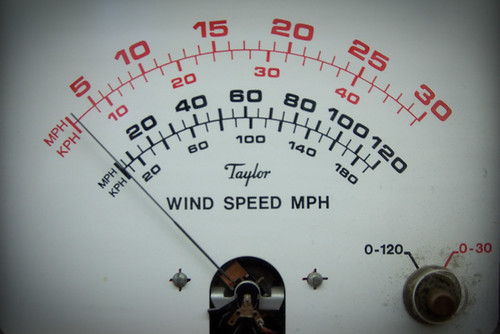 5 10 15 20 25 30
MPH
KPH
10 20 30 40
20 40 60 80 100 120
MPH
KPH
20 60 100 140 180
Taylor
WIND SPEED MPH
0-120 0-30